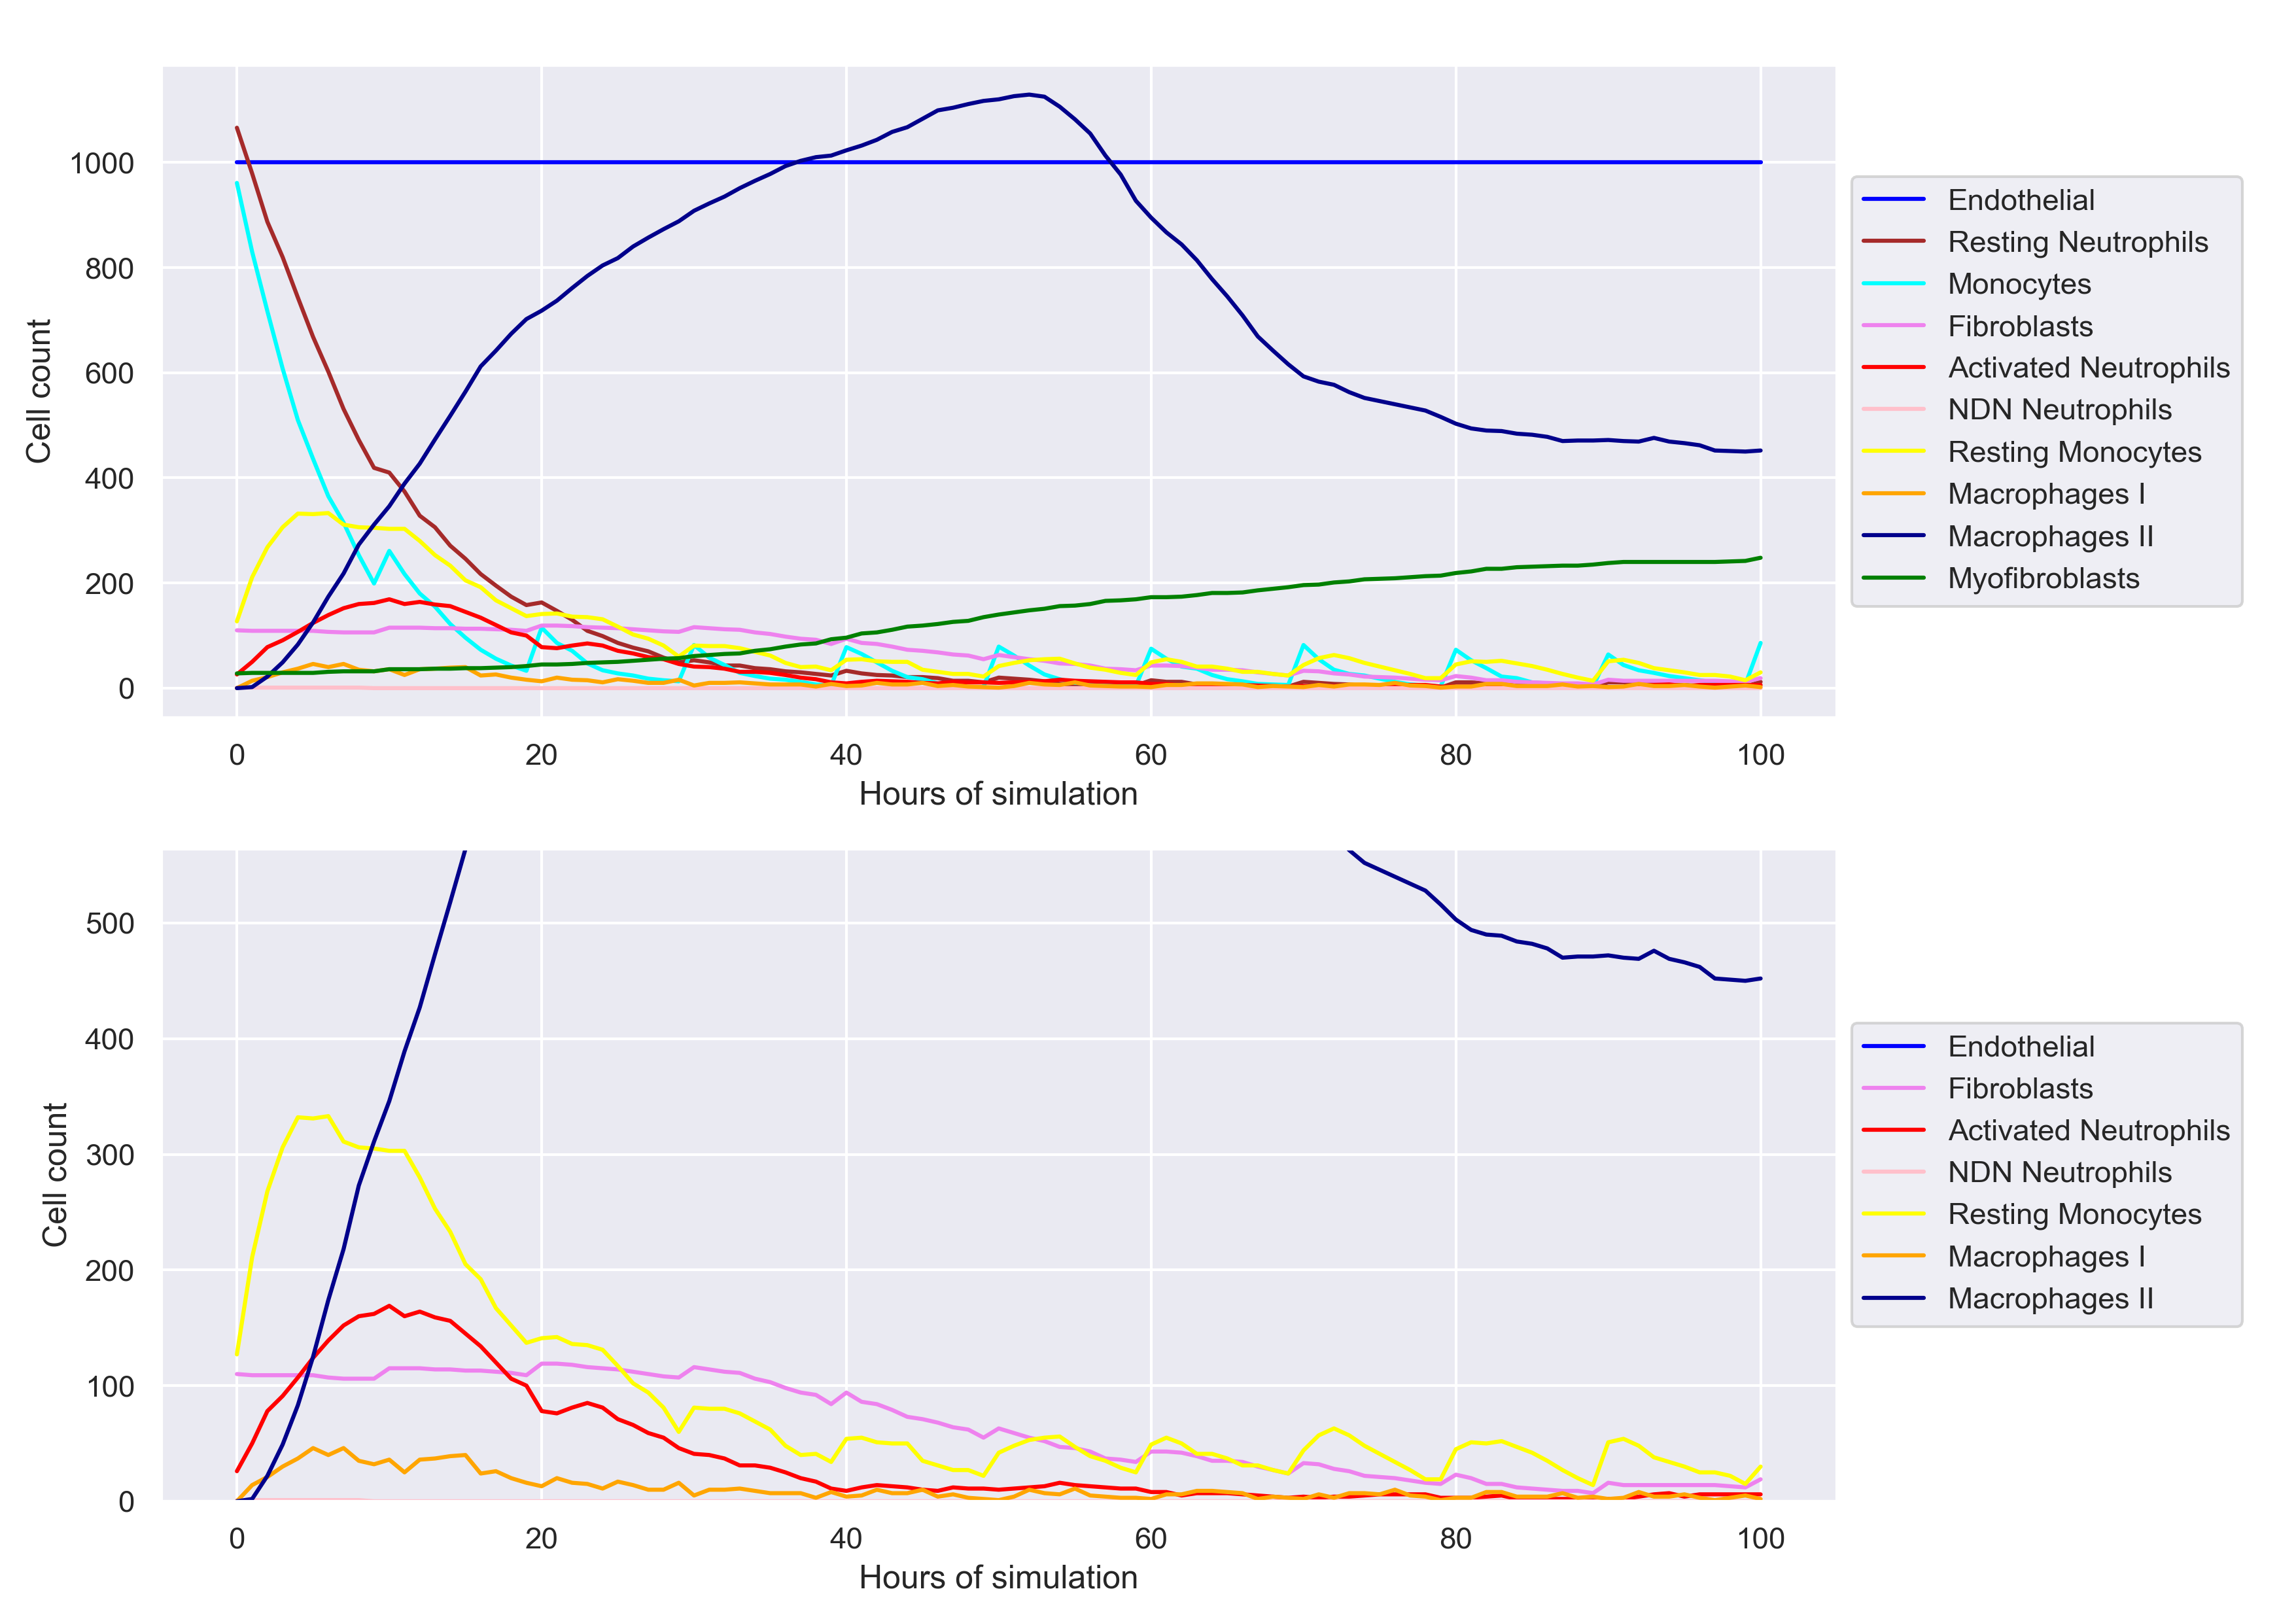 1000
800
600
400
200
0
Cell count
0 20 40 60 80 100
Hours of simulation
Endothelial
Resting Neutrophils
Monocytes
Fibroblasts
Activated Neutrophils
NDN Neutrophils
Resting Monocytes
Macrophages I
Macrophages II
Myofibroblasts
500
400
300
200
100
0
Cell count
0 20 40 60 80 100
Hours of simulation
Endothelial
Fibroblasts
Activated Neutrophils
NDN Neutrophils
Resting Monocytes
Macrophages I
Macrophages II